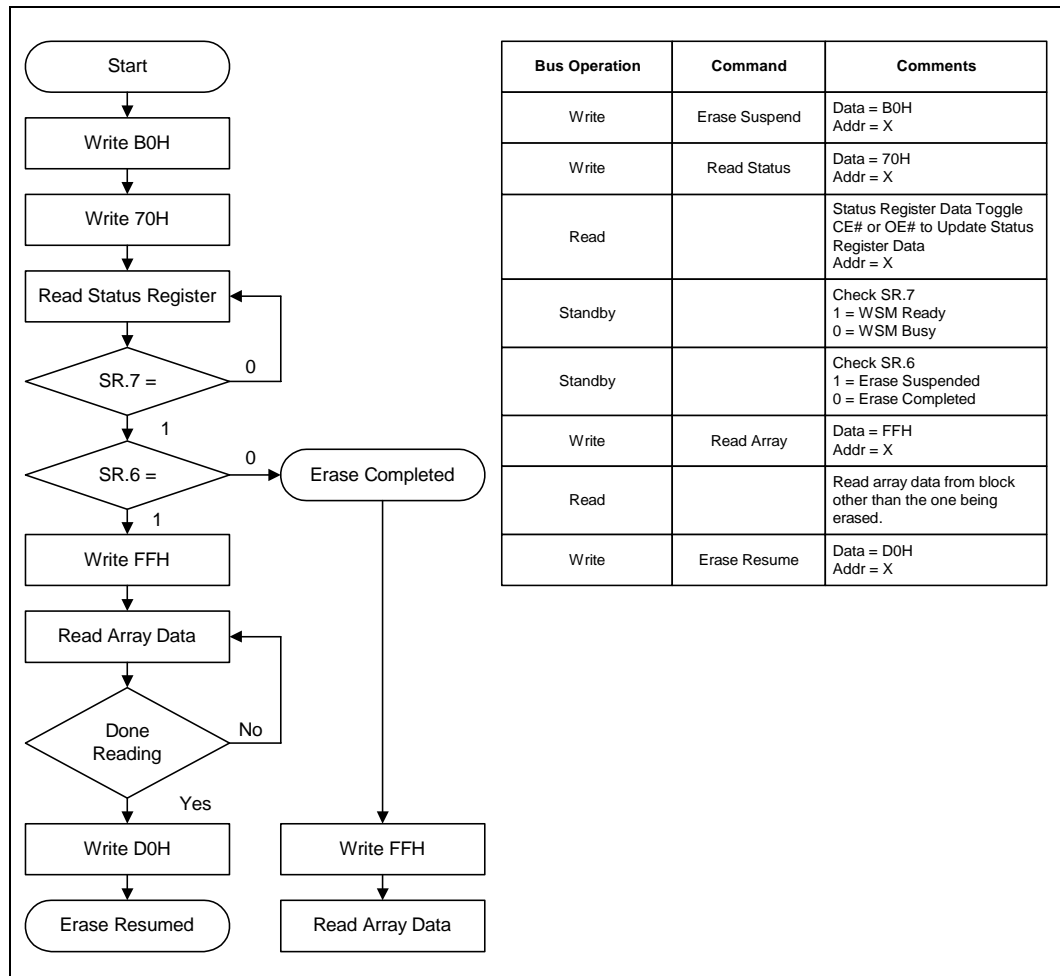 Start
Write B0H
Write 70H
Read Status Register
SR.7 =
0
1
SR.6 =
0
Erase Completed
1
Write FFH
Read Array Data
Done
Reading
No
Yes
Write D0H
Write FFH
Erase Resumed
Read Array Data
Bus Operation
Command
Comments
Write
Erase Suspend
Data = B0H
Addr = X
Write
Read Status
Data = 70H
Addr = X
Read
Status Register Data Toggle
CE# or OE# to Update Status
Register Data
Addr = X
Standby
Check SR.7
1 = WSM Ready
0 = WSM Busy
Standby
Check SR.6
1 = Erase Suspended
0 = Erase Completed
Write
Read Array
Data = FFH
Addr = X
Read
Read array data from block
other than the one being
erased.
Write
Erase Resume
Data = D0H
Addr = X